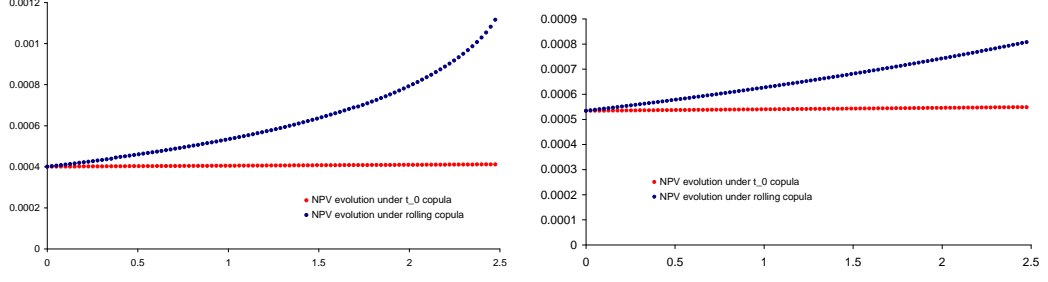 0.0012
0.001
0.0008
0.0006
0.0004
0.0002
0
0 0.5 1 1.5 2 2.5
NPV evolution under t_0 copula
NPV evolution under rolling copula
0.0009
0.0008
0.0007
0.0006
0.0005
0.0004
0.0003
0.0002
0.0001
0
0 0.5 1 1.5 2 2.5
NPV evolution under t_0 copula
NPV evolution under rolling copula